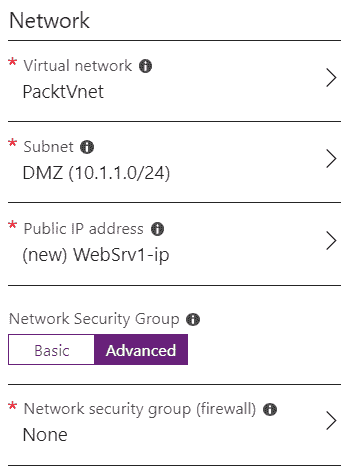 Network
* Virtual network
PacktVnet
* Subnet
DMZ (10.1.1.0/24)
* Public IP address
(new) WebSrv1-ip
Network Security Group
Basic Advanced
* Network security group (firewall)
None